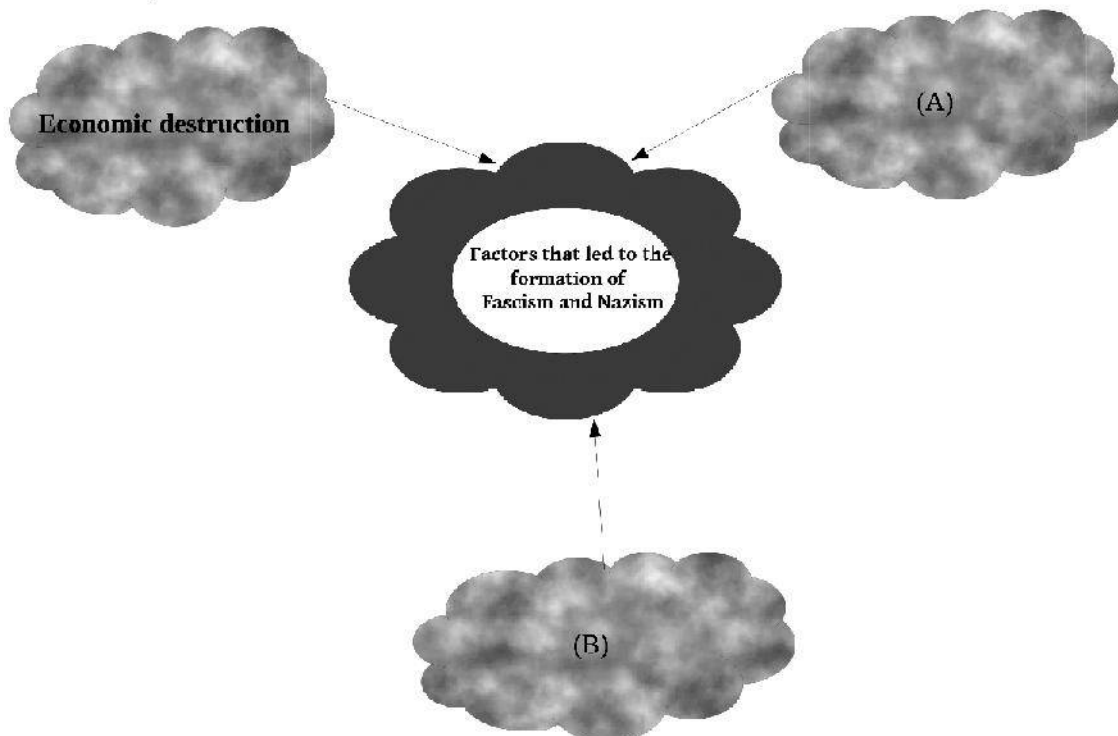 Economic destruction
(A)
Factors that led to the
formation of
Fascism and Nazism
(B)